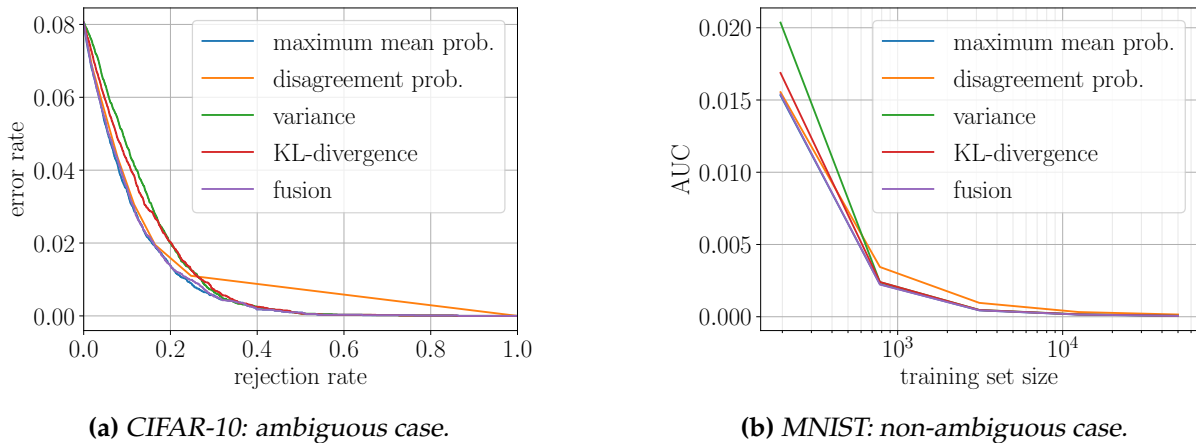 0.08
0.06
0.04
0.02
0.00
error rate
0.0 0.2 0.4 0.6 0.8 1.0
rejection rate
maximum mean prob.
disagreement prob.
variance
KL-divergence
fusion
(a) CIFAR-10: ambiguous case.
0.020
0.015
0.010
0.005
0.000
AUC
10³ 10⁴
training set size
maximum mean prob.
disagreement prob.
variance
KL-divergence
fusion
(b) MNIST: non-ambiguous case.